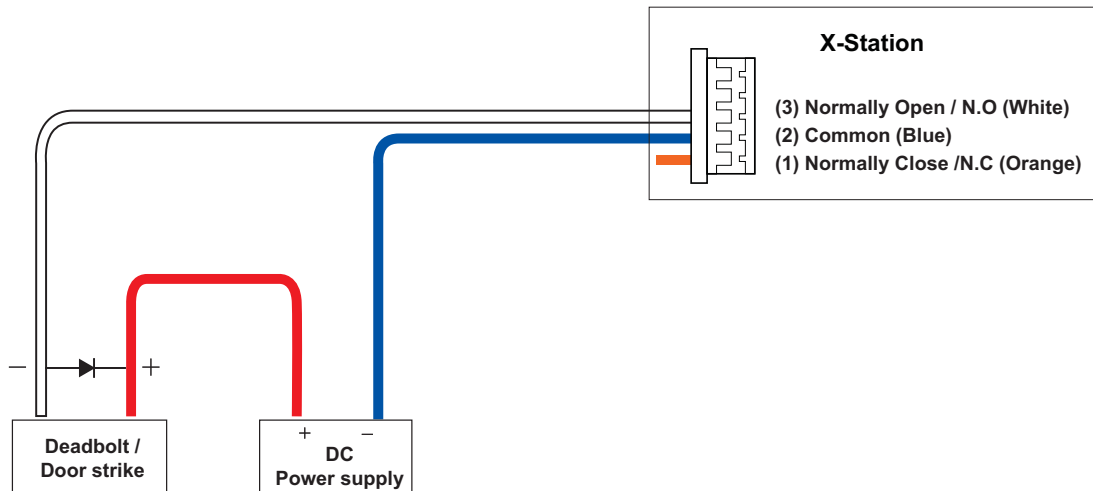 X-Station
(3) Normally Open / N.O (White)
(2) Common (Blue)
(1) Normally Close /N.C (Orange)
− +
Deadbolt /
Door strike
+ −
DC
Power supply